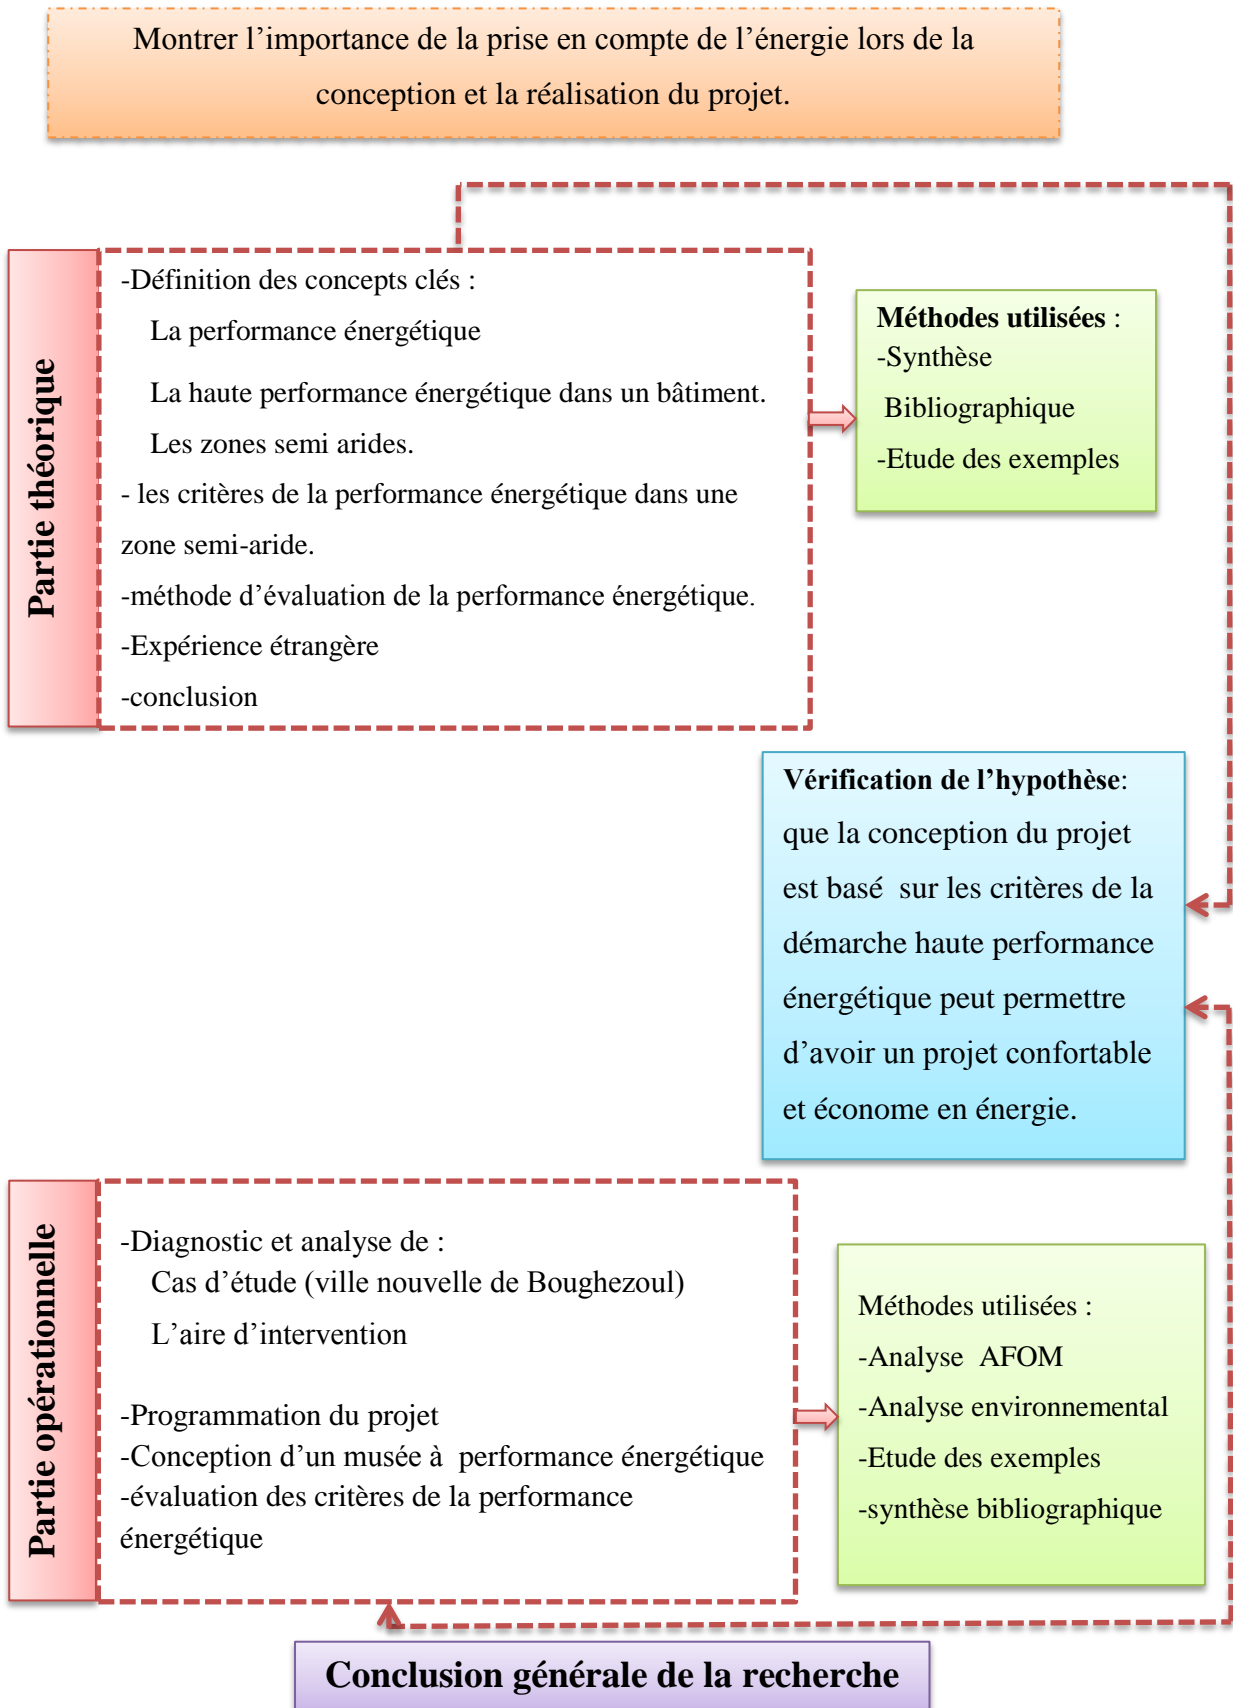 Montrer l’importance de la prise en compte de l’énergie lors de la
conception et la réalisation du projet.
Partie théorique
-Définition des concepts clés :
La performance énergétique
La haute performance énergétique dans un bâtiment.
Les zones semi arides.
- les critères de la performance énergétique dans une
zone semi-aride.
-méthode d’évaluation de la performance énergétique.
-Expérience étrangère
-conclusion
Méthodes utilisées :
-Synthèse
Bibliographique
-Etude des exemples
Vérification de l’hypothèse:
que la conception du projet
est basé sur les critères de la
démarche haute performance
énergétique peut permettre
d’avoir un projet confortable
et économe en énergie.
Partie opérationnelle
-Diagnostic et analyse de :
Cas d’étude (ville nouvelle de Boughezoul)
L’aire d’intervention
-Programmation du projet
-Conception d’un musée à performance énergétique
-évaluation des critères de la performance
énergétique
Méthodes utilisées :
-Analyse AFOM
-Analyse environnemental
-Etude des exemples
-synthèse bibliographique
Conclusion générale de la recherche